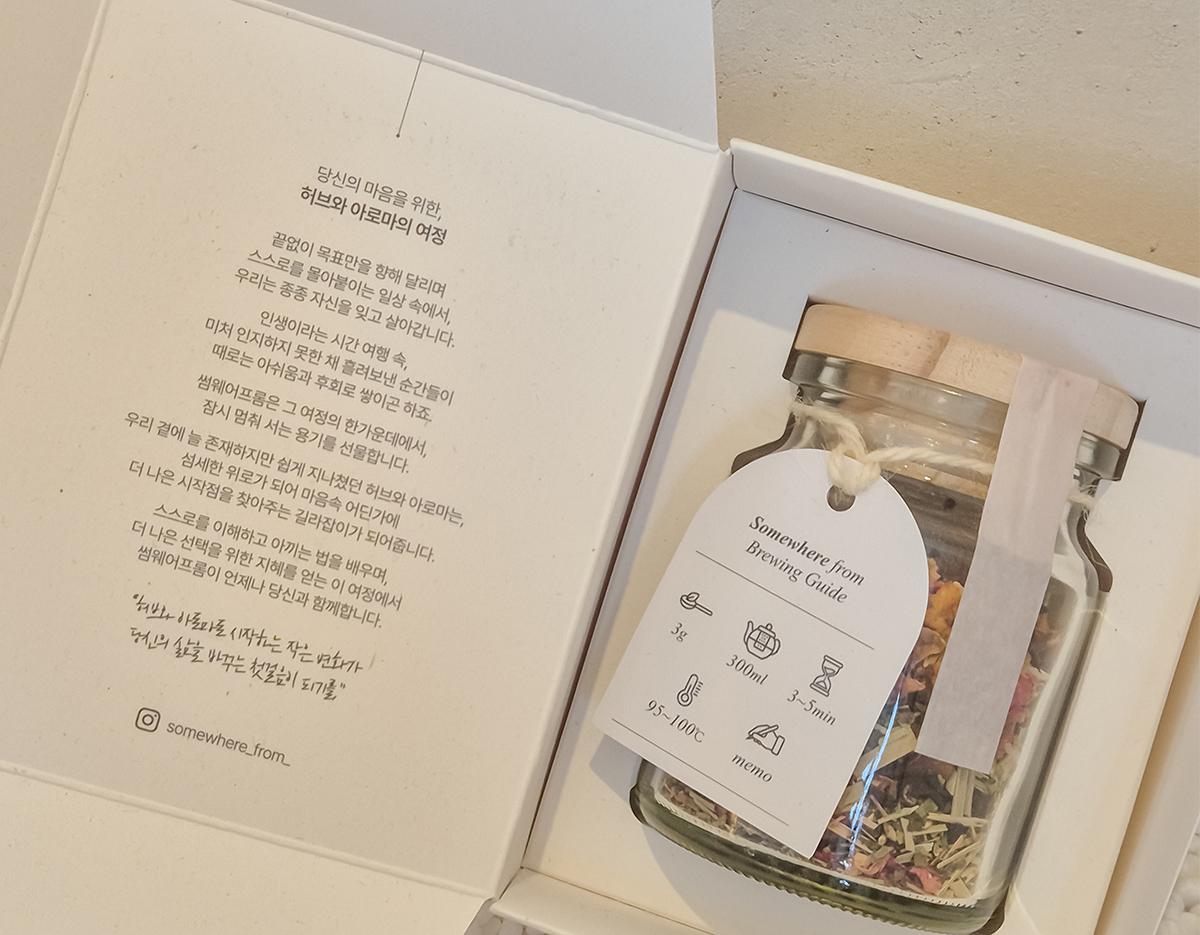 당신의 마음을 위한,
허브와 아로마의 여정
끝없이 목표만을 향해 달리며
스스로를 몰아붙이는 일상 속에서,
우리는 종종 자신을 잊고 살아갑니다.
인생이라는 시간 여행 속,
미처 인지하지 못한 채 흘려보낸 순간들이
때로는 아쉬움과 후회로 쌓이곤 하죠.
썸웨어프롬은 그 여정의 한가운데에서,
잠시 멈춰 서는 용기를 선물합니다.
우리 곁에 늘 존재하지만 쉽게 지나쳤던 허브와 아로마는,
섬세한 위로가 되어 마음속 어딘가에
더 나은 시작점을 찾아주는 길라잡이가 되어줍니다.
스스로를 이해하고 아끼는 법을 배우며,
더 나은 선택을 위한 지혜를 얻는 이 여정에서
썸웨어프롬이 언제나 당신과 함께합니다.
"허브와 아로마로 시작하는 작은 변화가
당신의 삶을 바꾸는 첫걸음이 되기를"
somewhere_from_
Somewhere from
Brewing Guide
3g
300ml
3~5min
95~100℃
memo